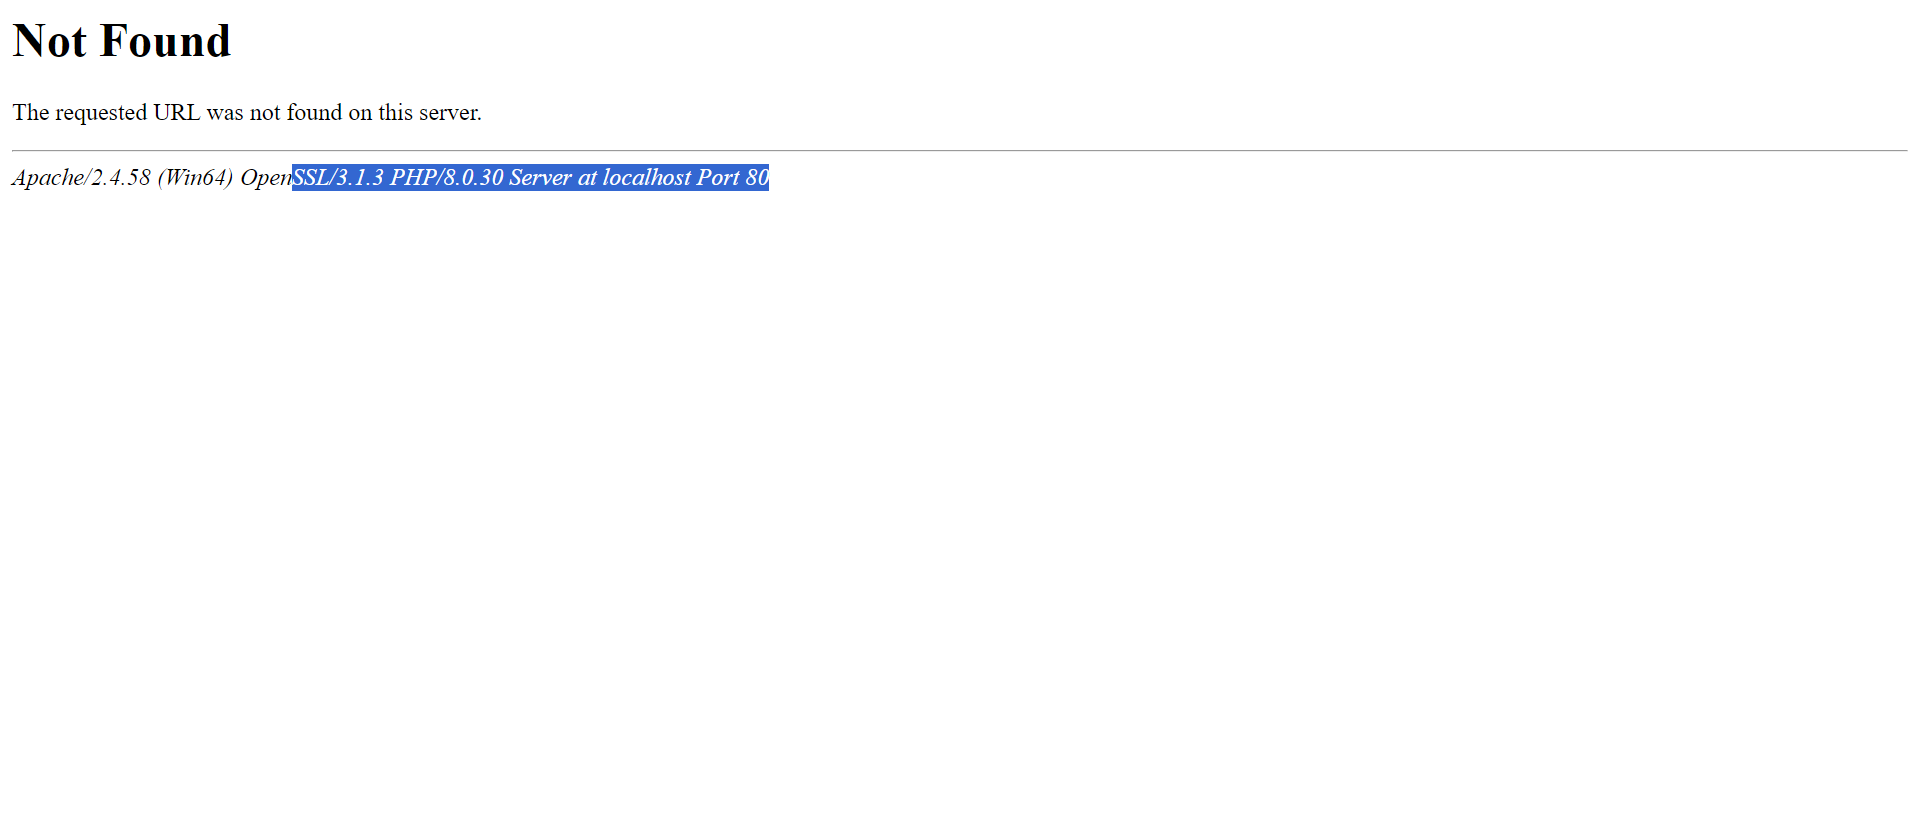 Not Found
The requested URL was not found on this server.
Apache/2.4.58 (Win64) OpenSSL/3.1.3 PHP/8.0.30 Server at localhost Port 80